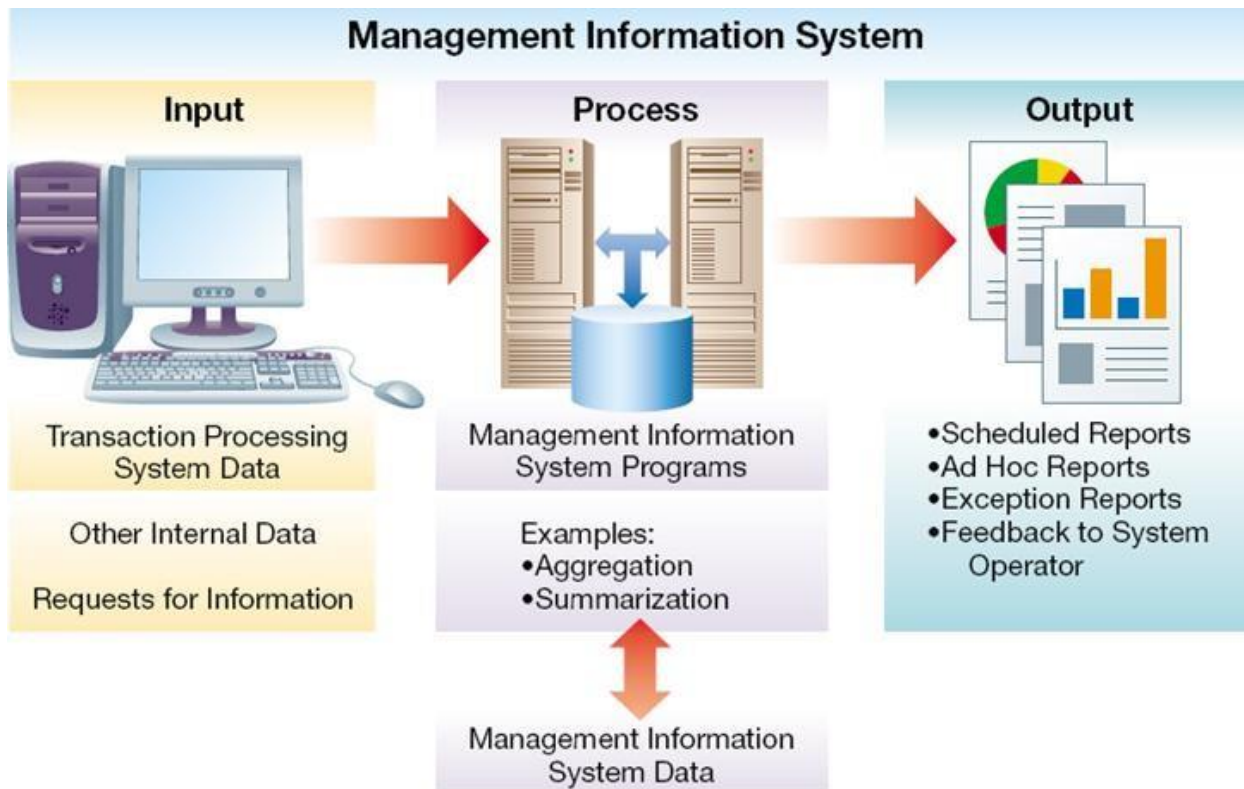 Management Information System
Input
Transaction Processing
System Data
Other Internal Data
Requests for Information
Process
Management Information
System Programs
Examples:
•Aggregation
•Summarization
Management Information
System Data
Output
•Scheduled Reports
•Ad Hoc Reports
•Exception Reports
•Feedback to System
Operator